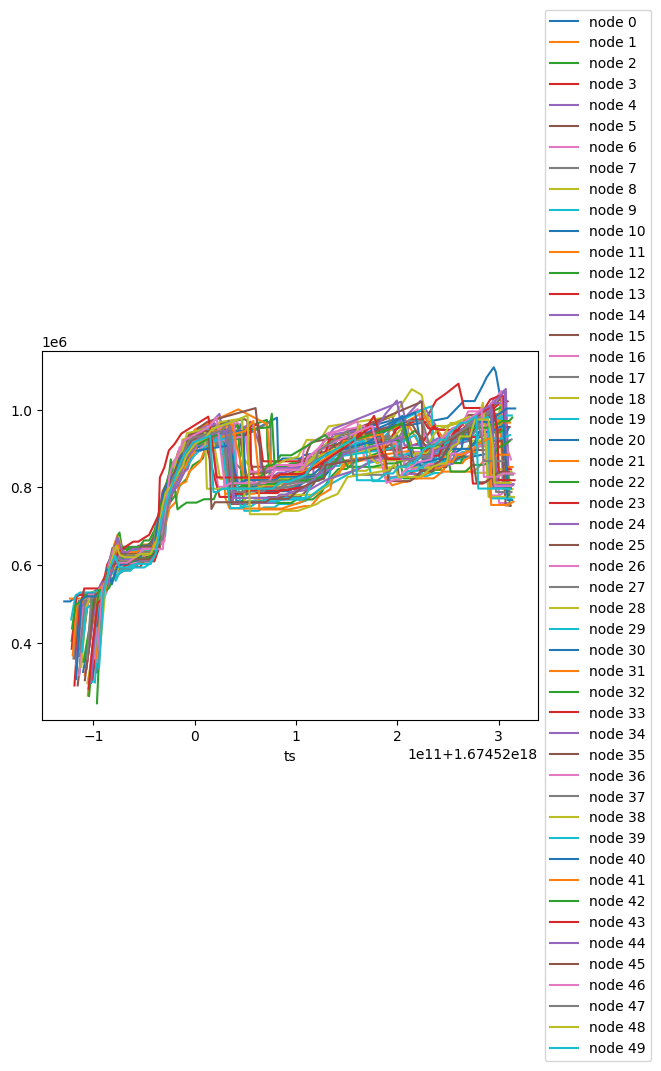 1e6
1.0
0.8
0.6
0.4
−1
0
1
2
3
ts
1e11+1.67452e18
node 0
node 1
node 2
node 3
node 4
node 5
node 6
node 7
node 8
node 9
node 10
node 11
node 12
node 13
node 14
node 15
node 16
node 17
node 18
node 19
node 20
node 21
node 22
node 23
node 24
node 25
node 26
node 27
node 28
node 29
node 30
node 31
node 32
node 33
node 34
node 35
node 36
node 37
node 38
node 39
node 40
node 41
node 42
node 43
node 44
node 45
node 46
node 47
node 48
node 49